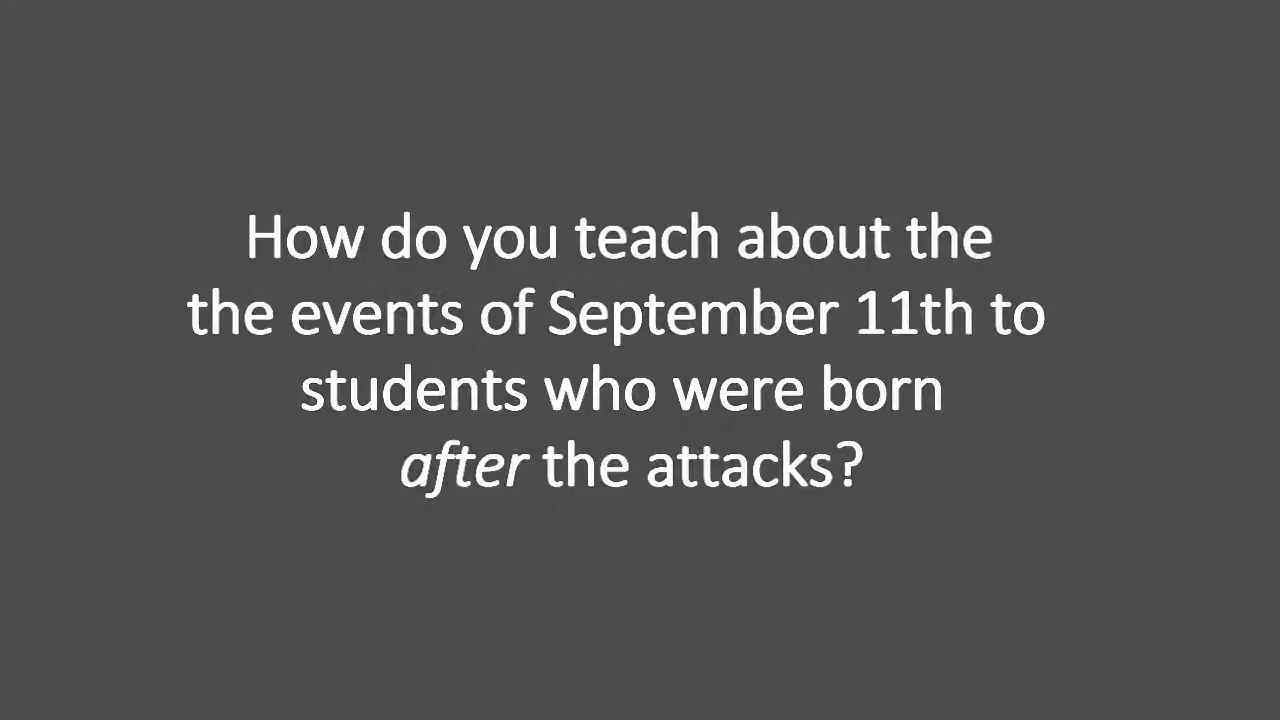 How do you teach about the
the events of September 11th to
students who were born
after the attacks?